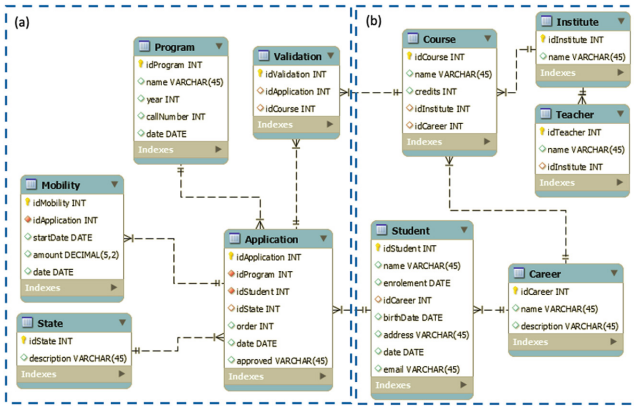 (a)
Program
idProgram INT
name VARCHAR(45)
year INT
callNumber INT
date DATE
Indexes
Validation
idValidation INT
idApplication INT
idCourse INT
Indexes
Mobility
idMobility INT
idApplication INT
startDate DATE
amount DECIMAL(5,2)
date DATE
Indexes
Application
idApplication INT
idProgram INT
idStudent INT
idState INT
order INT
date DATE
approved VARCHAR(45)
Indexes
State
idState INT
description VARCHAR(45)
Indexes
(b)
Course
idCourse INT
name VARCHAR(45)
credits INT
idInstitute INT
idCareer INT
Indexes
Institute
idInstitute INT
name VARCHAR(45)
Indexes
Teacher
idTeacher INT
name VARCHAR(45)
idInstitute INT
Indexes
Student
idStudent INT
name VARCHAR(45)
enrolement DATE
idCareer INT
birthDate DATE
address VARCHAR(45)
date DATE
email VARCHAR(45)
Indexes
Career
idCareer INT
name VARCHAR(45)
description VARCHAR(45)
Indexes